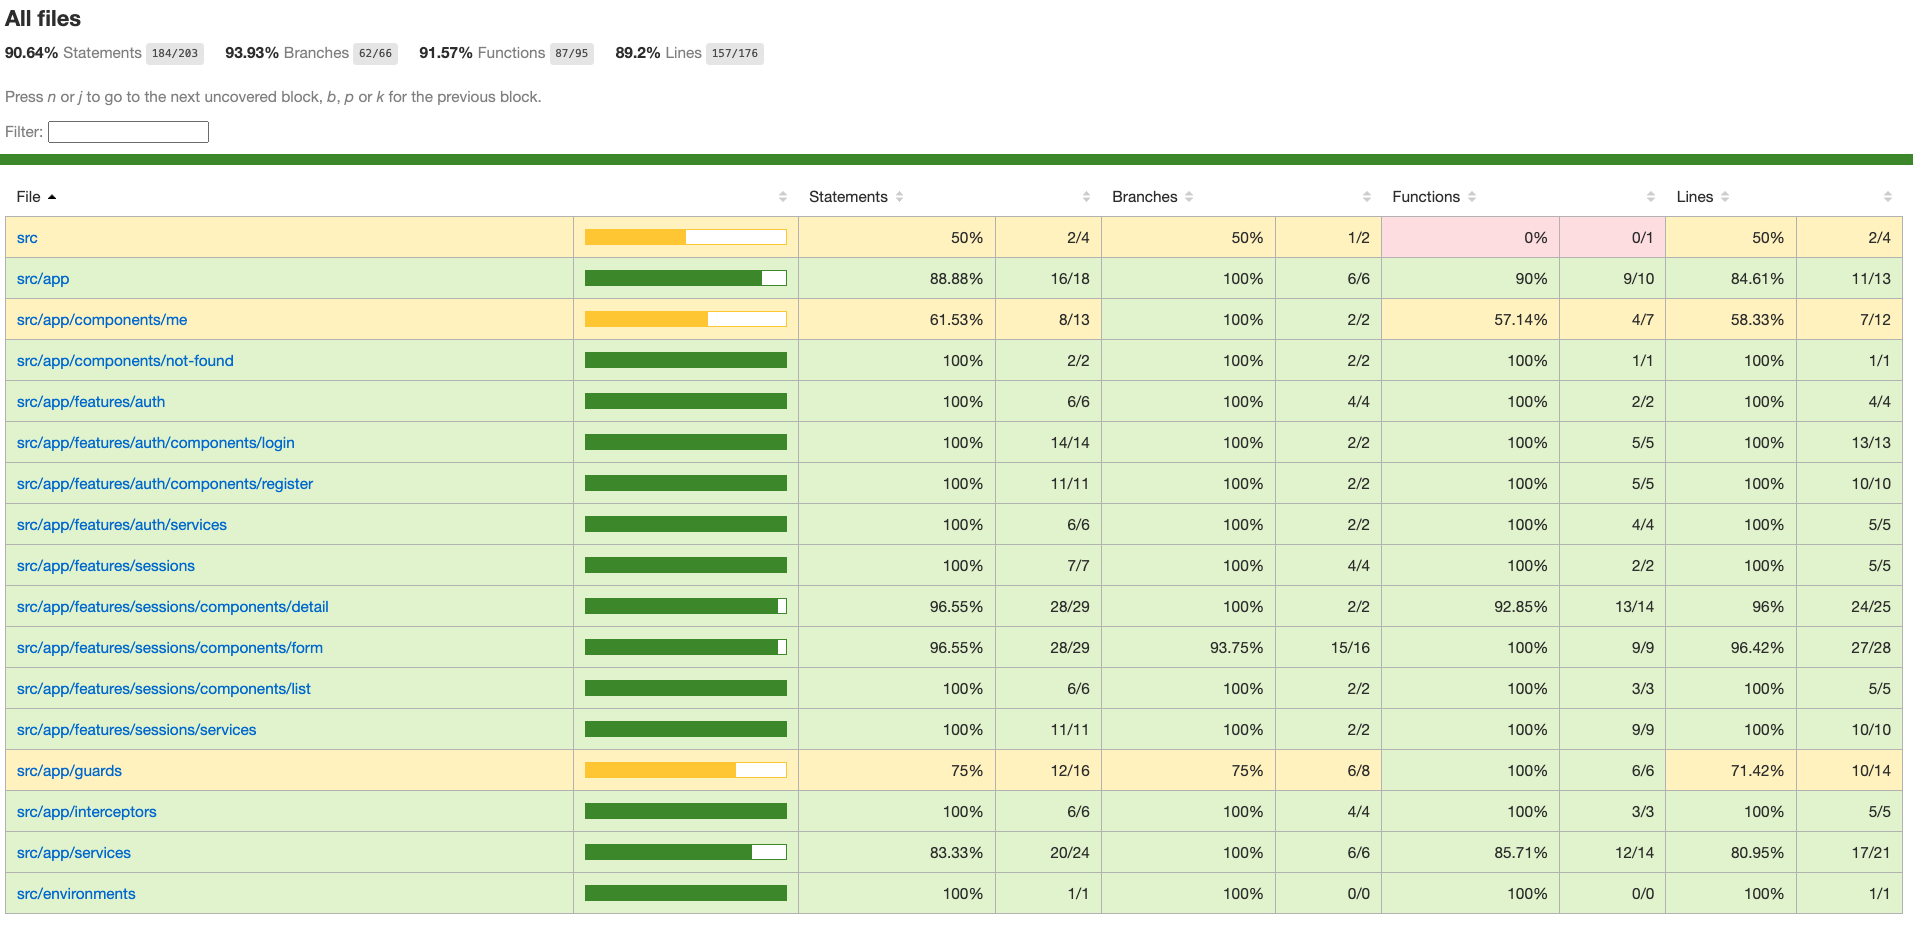 All files
90.64% Statements 184/203 93.93% Branches 62/66 91.57% Functions 87/95 89.2% Lines 157/176
Press n or j to go to the next uncovered block, b, p or k for the previous block.
Filter:
File Statements Branches Functions Lines
src 50% 2/4 50% 1/2 0% 0/1 50% 2/4
src/app 88.88% 16/18 100% 6/6 90% 9/10 84.61% 11/13
src/app/components/me 61.53% 8/13 100% 2/2 57.14% 4/7 58.33% 7/12
src/app/components/not-found 100% 2/2 100% 2/2 100% 1/1 100% 1/1
src/app/features/auth 100% 6/6 100% 4/4 100% 2/2 100% 4/4
src/app/features/auth/components/login 100% 14/14 100% 2/2 100% 5/5 100% 13/13
src/app/features/auth/components/register 100% 11/11 100% 2/2 100% 5/5 100% 10/10
src/app/features/auth/services 100% 6/6 100% 2/2 100% 4/4 100% 5/5
src/app/features/sessions 100% 7/7 100% 4/4 100% 2/2 100% 5/5
src/app/features/sessions/components/detail 96.55% 28/29 100% 2/2 92.85% 13/14 96% 24/25
src/app/features/sessions/components/form 96.55% 28/29 93.75% 15/16 100% 9/9 96.42% 27/28
src/app/features/sessions/components/list 100% 6/6 100% 2/2 100% 3/3 100% 5/5
src/app/features/sessions/services 100% 11/11 100% 2/2 100% 9/9 100% 10/10
src/app/guards 75% 12/16 75% 6/8 100% 6/6 71.42% 10/14
src/app/interceptors 100% 6/6 100% 4/4 100% 3/3 100% 5/5
src/app/services 83.33% 20/24 100% 6/6 85.71% 12/14 80.95% 17/21
src/environments 100% 1/1 100% 0/0 100% 0/0 100% 1/1